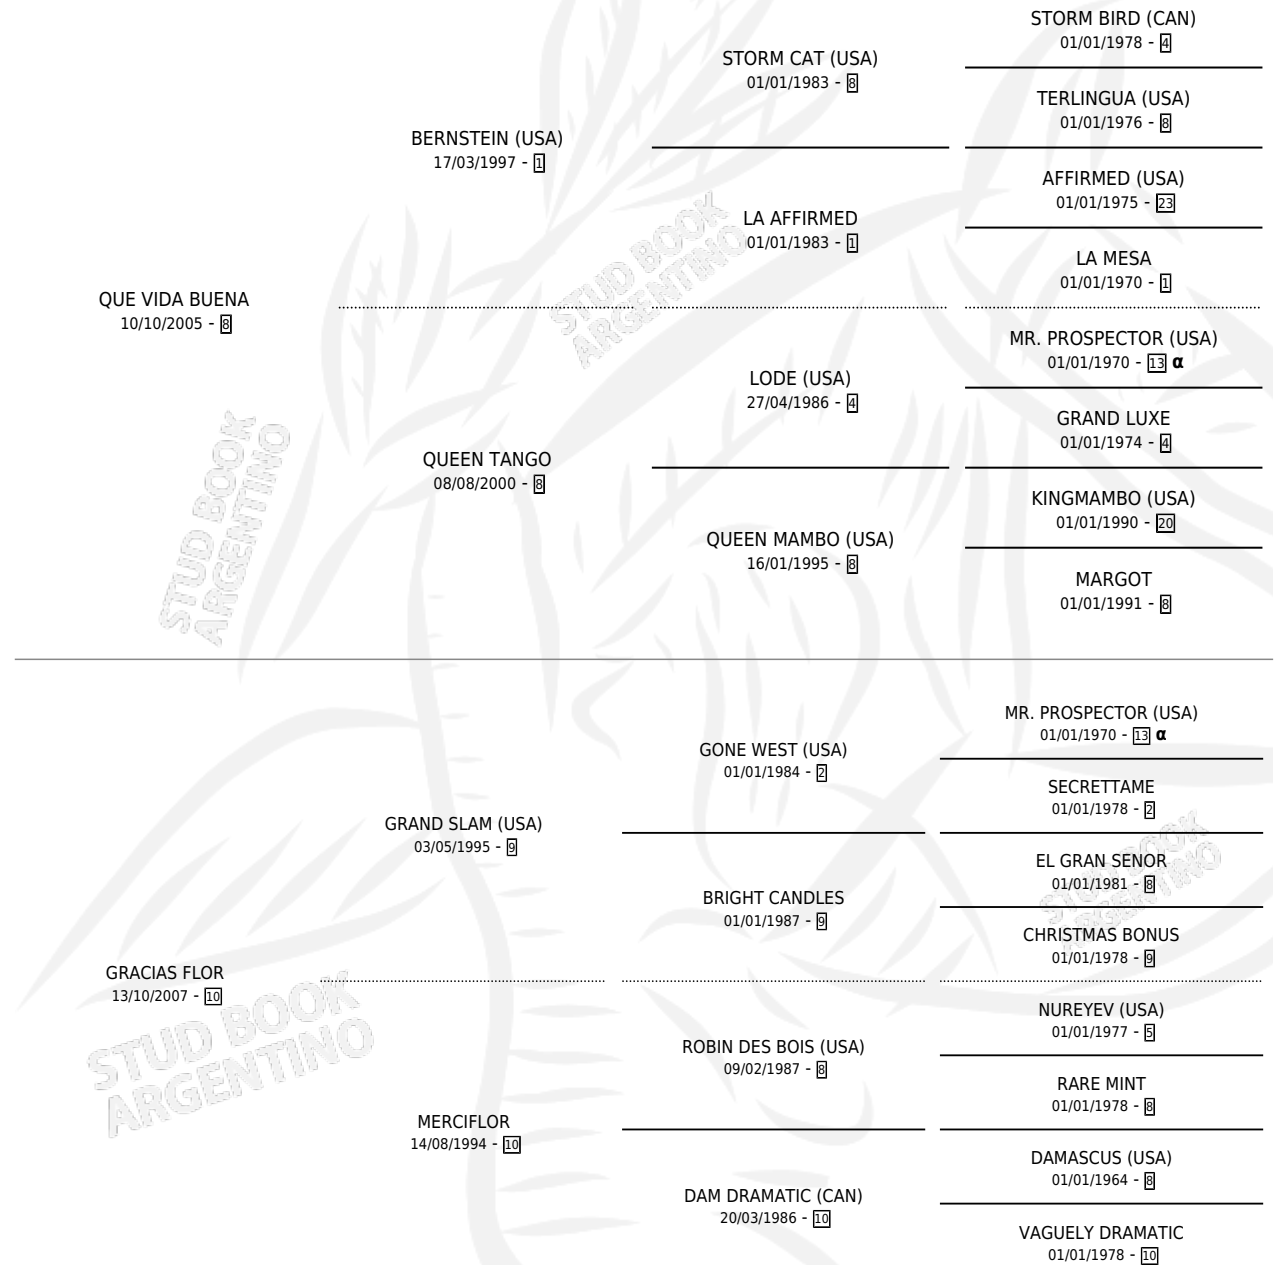 STORM BIRD (CAN)
01/01/1978 - 4
STORM CAT (USA)
01/01/1983 - 8
TERLINGUA (USA)
01/01/1976 - 8
BERNSTEIN (USA)
17/03/1997 - 1
AFFIRMED (USA)
01/01/1975 - 23
LA AFFIRMED
01/01/1983 - 1
LA MESA
01/01/1970 - 1
QUE VIDA BUENA
10/10/2005 - 8
MR. PROSPECTOR (USA)
01/01/1970 - 13 α
LODE (USA)
27/04/1986 - 4
GRAND LUXE
01/01/1974 - 4
QUEEN TANGO
08/08/2000 - 8
KINGMAMBO (USA)
01/01/1990 - 20
QUEEN MAMBO (USA)
16/01/1995 - 8
MARGOT
01/01/1991 - 8
MR. PROSPECTOR (USA)
01/01/1970 - 13 α
GONE WEST (USA)
01/01/1984 - 2
SECRETTAME
01/01/1978 - 2
GRAND SLAM (USA)
03/05/1995 - 9
EL GRAN SENOR
01/01/1981 - 8
BRIGHT CANDLES
01/01/1987 - 9
CHRISTMAS BONUS
01/01/1978 - 9
GRACIAS FLOR
13/10/2007 - 10
NUREYEV (USA)
01/01/1977 - 5
ROBIN DES BOIS (USA)
09/02/1987 - 8
RARE MINT
01/01/1978 - 8
MERCIFLOR
14/08/1994 - 10
DAMASCUS (USA)
01/01/1964 - 8
DAM DRAMATIC (CAN)
20/03/1986 - 10
VAGUELY DRAMATIC
01/01/1978 - 10
STUD BOOK
ARGENTINO
STUD BOOK
ARGENTINO
STUD BOOK
ARGENTINO
STUD BOOK
ARGENTINO